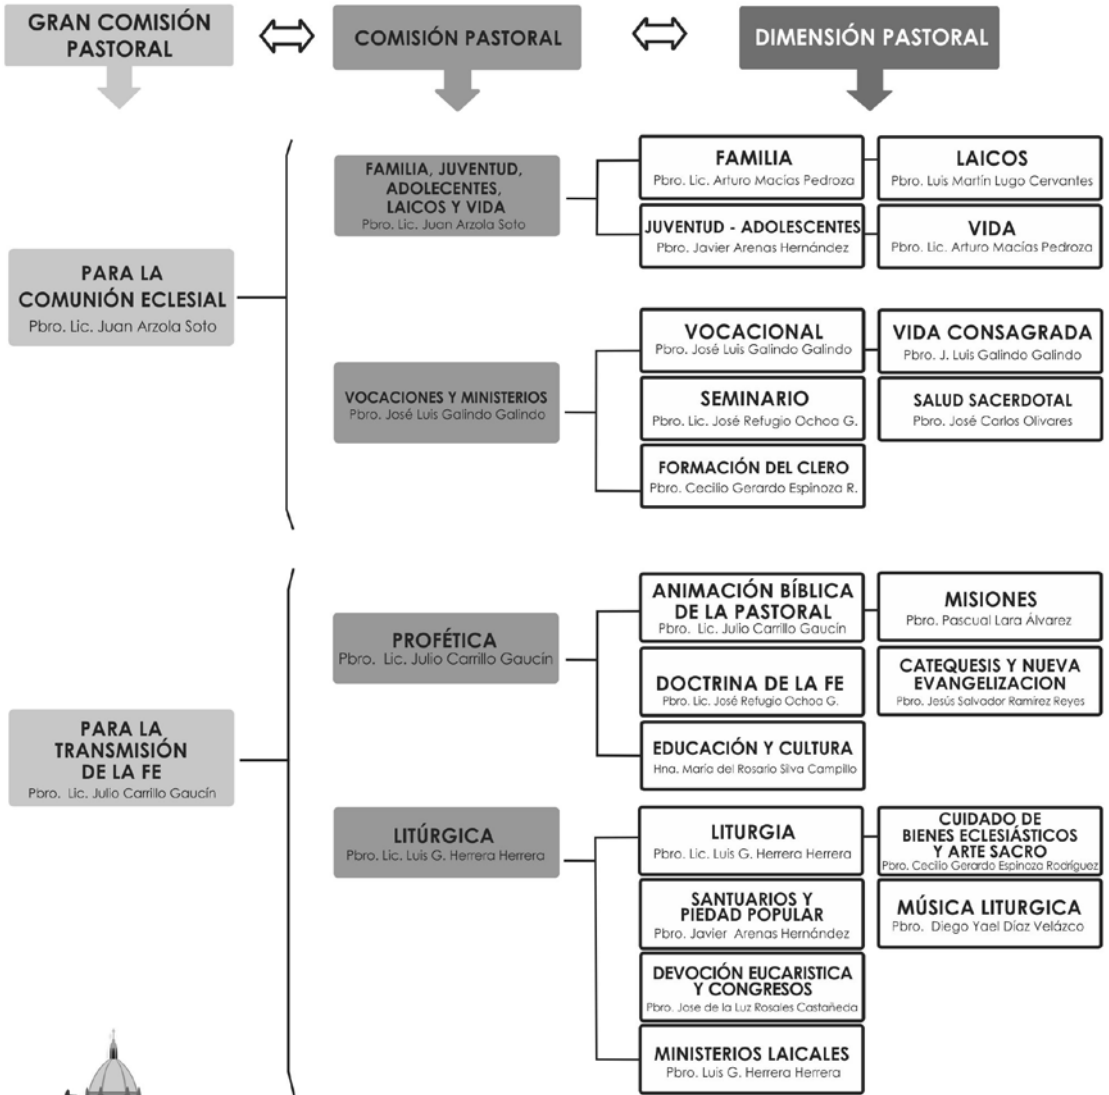 GRAN COMISIÓN
PASTORAL
COMISIÓN PASTORAL
DIMENSIÓN PASTORAL
PARA LA
COMUNIÓN ECLESIAL
Pbro. Lic. Juan Arzola Soto
FAMILIA, JUVENTUD,
ADOLECENTES,
LAICOS Y VIDA
Pbro. Lic. Juan Arzola Soto
FAMILIA
Pbro. Lic. Arturo Macías Pedroza
LAICOS
Pbro. Luis Martín Lugo Cervantes
JUVENTUD - ADOLESCENTES
Pbro. Javier Arenas Hernández
VIDA
Pbro. Lic. Arturo Macías Pedroza
VOCACIONES Y MINISTERIOS
Pbro. José Luis Galindo Galindo
VOCACIONAL
Pbro. José Luis Galindo Galindo
VIDA CONSAGRADA
Pbro. J. Luis Galindo Galindo
SEMINARIO
Pbro. Lic. José Refugio Ochoa G.
SALUD SACERDOTAL
Pbro. José Carlos Olivares
FORMACIÓN DEL CLERO
Pbro. Cecilio Gerardo Espinoza R.
PARA LA
TRANSMISIÓN
DE LA FE
Pbro. Lic. Julio Carrillo Gaucín
PROFÉTICA
Pbro. Lic. Julio Carrillo Gaucín
ANIMACIÓN BÍBLICA
DE LA PASTORAL
Pbro. Lic. Julio Carrillo Gaucín
MISIONES
Pbro. Pascual Lara Álvarez
DOCTRINA DE LA FE
Pbro. Lic. José Refugio Ochoa G.
CATEQUESIS Y NUEVA
EVANGELIZACION
Pbro. Jesús Salvador Ramírez Reyes
EDUCACIÓN Y CULTURA
Hna. María del Rosario Silva Campillo
LITÚRGICA
Pbro. Lic. Luis G. Herrera Herrera
LITURGIA
Pbro. Lic. Luis G. Herrera Herrera
CUIDADO DE
BIENES ECLESIÁSTICOS
Y ARTE SACRO
Pbro. Cecilio Gerardo Espinoza Rodríguez
SANTUARIOS Y
PIEDAD POPULAR
Pbro. Javier Arenas Hernández
MÚSICA LITURGICA
Pbro. Diego Yael Díaz Velázco
DEVOCIÓN EUCARISTICA
Y CONGRESOS
Pbro. Jose de la Luz Rosales Castañeda
MINISTERIOS LAICALES
Pbro. Luis G. Herrera Herrera